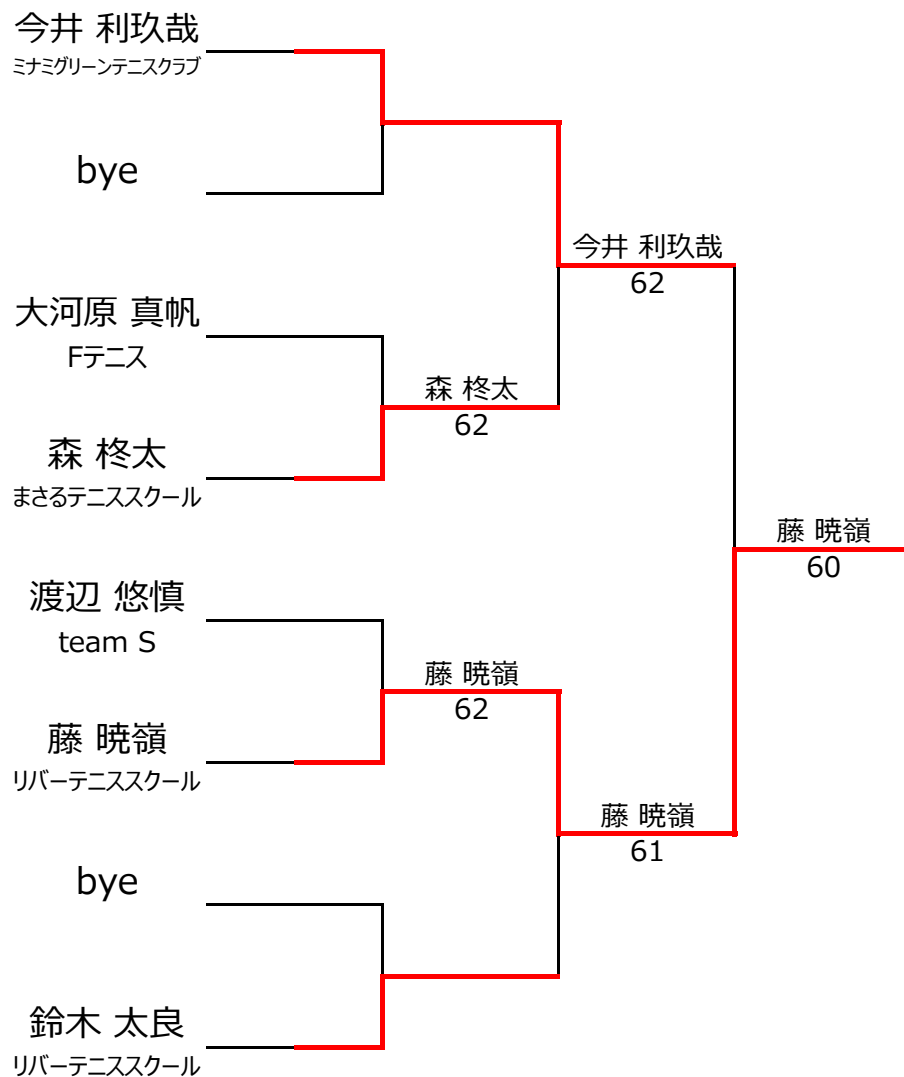 今井 利玖哉
ミナミグリーンテニスクラブ
bye
今井 利玖哉
62
大河原 真帆
Fテニス
森 柊太
62
森 柊太
まさるテニススクール
藤 暁嶺
60
渡辺 悠慎
team S
藤 暁嶺
62
藤 暁嶺
リバーテニススクール
藤 暁嶺
61
bye
鈴木 太良
リバーテニススクール